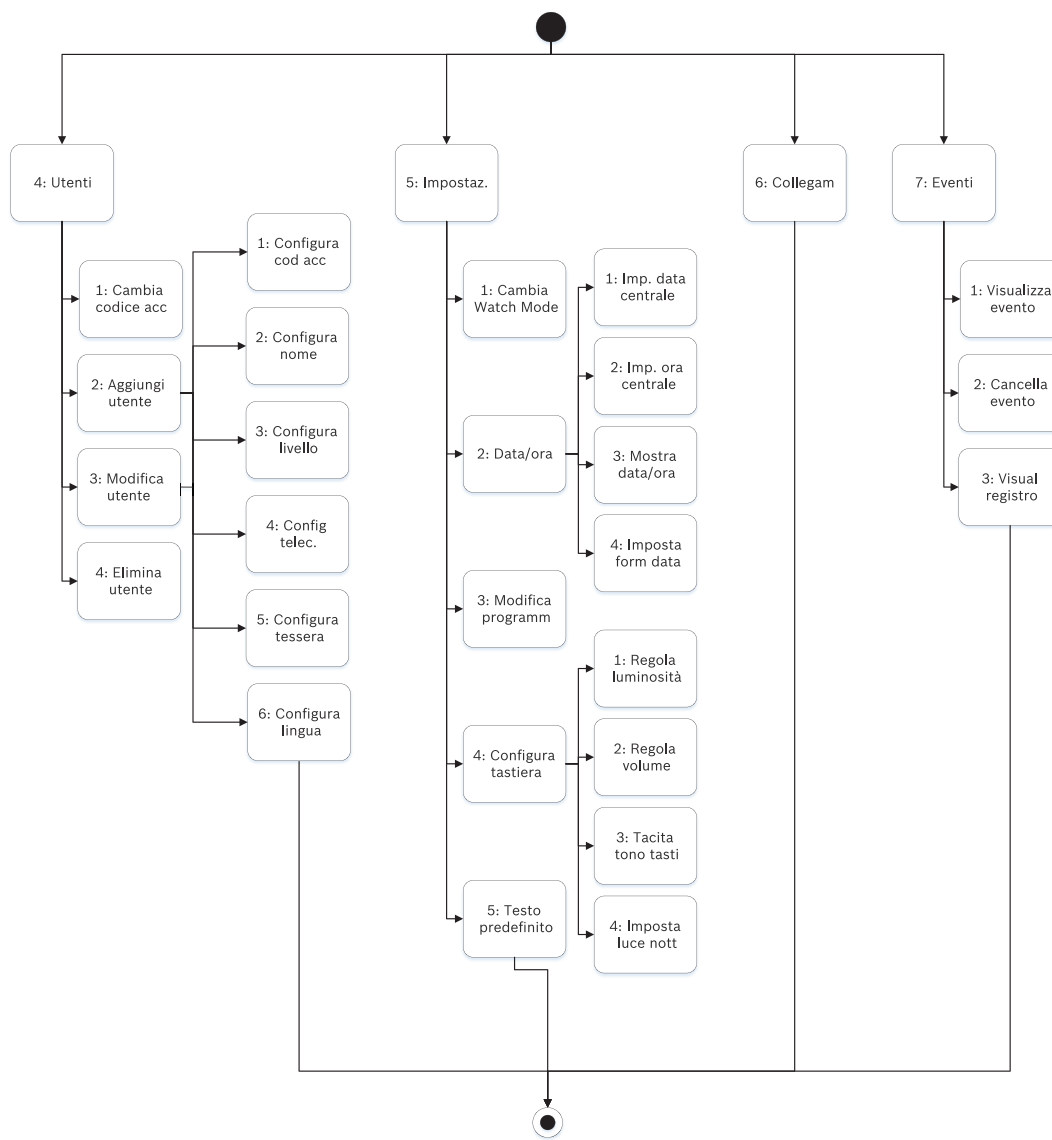 4: Utenti
5: Impostaz.
6: Collegam
7: Eventi
1: Cambia
codice acc
2: Aggiungi
utente
3: Modifica
utente
4: Elimina
utente
1: Configura
cod acc
2: Configura
nome
3: Configura
livello
4: Config
telec.
5: Configura
tessera
6: Configura
lingua
1: Cambia
Watch Mode
2: Data/ora
3: Modifica
programm
4: Configura
tastiera
5: Testo
predefinito
1: Imp. data
centrale
2: Imp. ora
centrale
3: Mostra
data/ora
4: Imposta
form data
1: Regola
luminosità
2: Regola
volume
3: Tacita
tono tasti
4: Imposta
luce nott
1: Visualizza
evento
2: Cancella
evento
3: Visual
registro